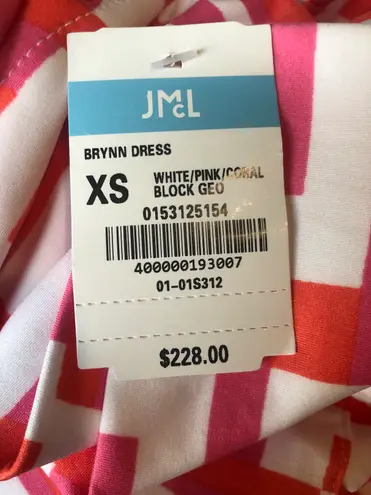 JMcL
BRYNN DRESS
XS
WHITE/PINK/CORAL
BLOCK GEO
0153125154
400000193007
01-01S312
$228.00